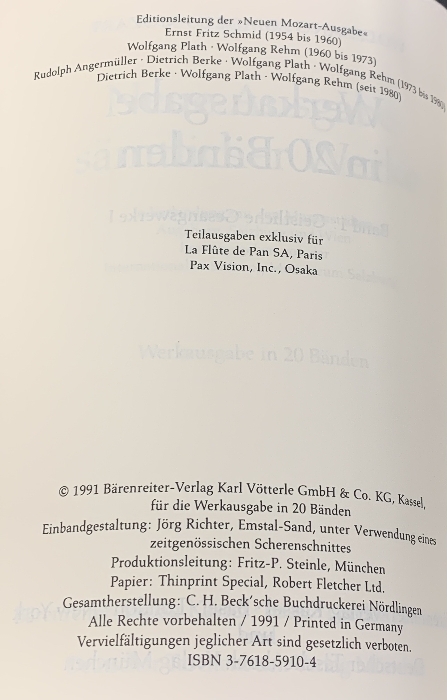 Editionsleitung der »Neuen Mozart-Ausgabe«
Ernst Fritz Schmid (1954 bis 1960)
Wolfgang Plath · Wolfgang Rehm (1960 bis 1973)
Rudolph Angermüller · Dietrich Berke · Wolfgang Plath · Wolfgang Rehm (1973 bis 1980)
Dietrich Berke · Wolfgang Plath · Wolfgang Rehm (seit 1980)
Teilausgaben exklusiv für
La Flûte de Pan SA, Paris
Pax Vision, Inc., Osaka
© 1991 Bärenreiter-Verlag Karl Vötterle GmbH & Co. KG, Kassel,
für die Werkausgabe in 20 Bänden
Einbandgestaltung: Jörg Richter, Emstal-Sand, unter Verwendung eines
zeitgenössischen Scherenschnittes
Produktionsleitung: Fritz-P. Steinle, München
Papier: Thinprint Special, Robert Fletcher Ltd.
Gesamtherstellung: C. H. Beck'sche Buchdruckerei Nördlingen
Alle Rechte vorbehalten / 1991 / Printed in Germany
Vervielfältigungen jeglicher Art sind gesetzlich verboten.
ISBN 3-7618-5910-4